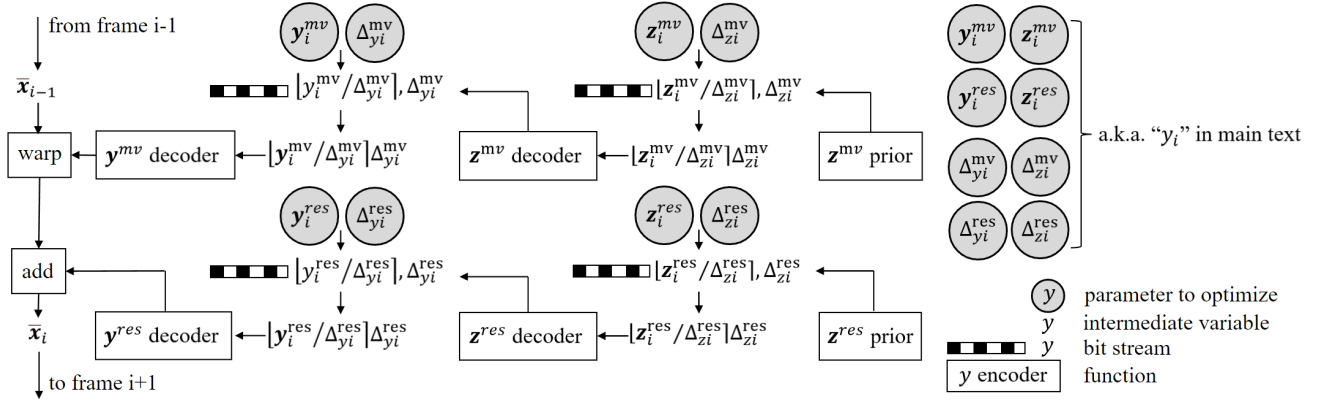 from frame i-1
y_i^{mv} Δ_{yi}^{mv}
z_i^{mv} Δ_{zi}^{mv}
x̅_{i−1}
⌊y_i^{mv}/Δ_{yi}^{mv}⌉, Δ_{yi}^{mv}
⌊z_i^{mv}/Δ_{zi}^{mv}⌉, Δ_{zi}^{mv}
warp
y^{mv} decoder
⌊y_i^{mv}/Δ_{yi}^{mv}⌉Δ_{yi}^{mv}
z^{mv} decoder
⌊z_i^{mv}/Δ_{zi}^{mv}⌉Δ_{zi}^{mv}
z^{mv} prior
y_i^{res} Δ_{yi}^{res}
z_i^{res} Δ_{zi}^{res}
add
⌊y_i^{res}/Δ_{yi}^{res}⌉, Δ_{yi}^{res}
⌊z_i^{res}/Δ_{zi}^{res}⌉, Δ_{zi}^{res}
x̅_i
y^{res} decoder
⌊y_i^{res}/Δ_{yi}^{res}⌉Δ_{yi}^{res}
z^{res} decoder
⌊z_i^{res}/Δ_{zi}^{res}⌉Δ_{zi}^{res}
z^{res} prior
to frame i+1
y_i^{mv} z_i^{mv}
y_i^{res} z_i^{res}
Δ_{yi}^{mv} Δ_{zi}^{mv}
Δ_{yi}^{res} Δ_{zi}^{res}
a.k.a. “y_i” in main text
y parameter to optimize
y intermediate variable
y bit stream
y encoder function